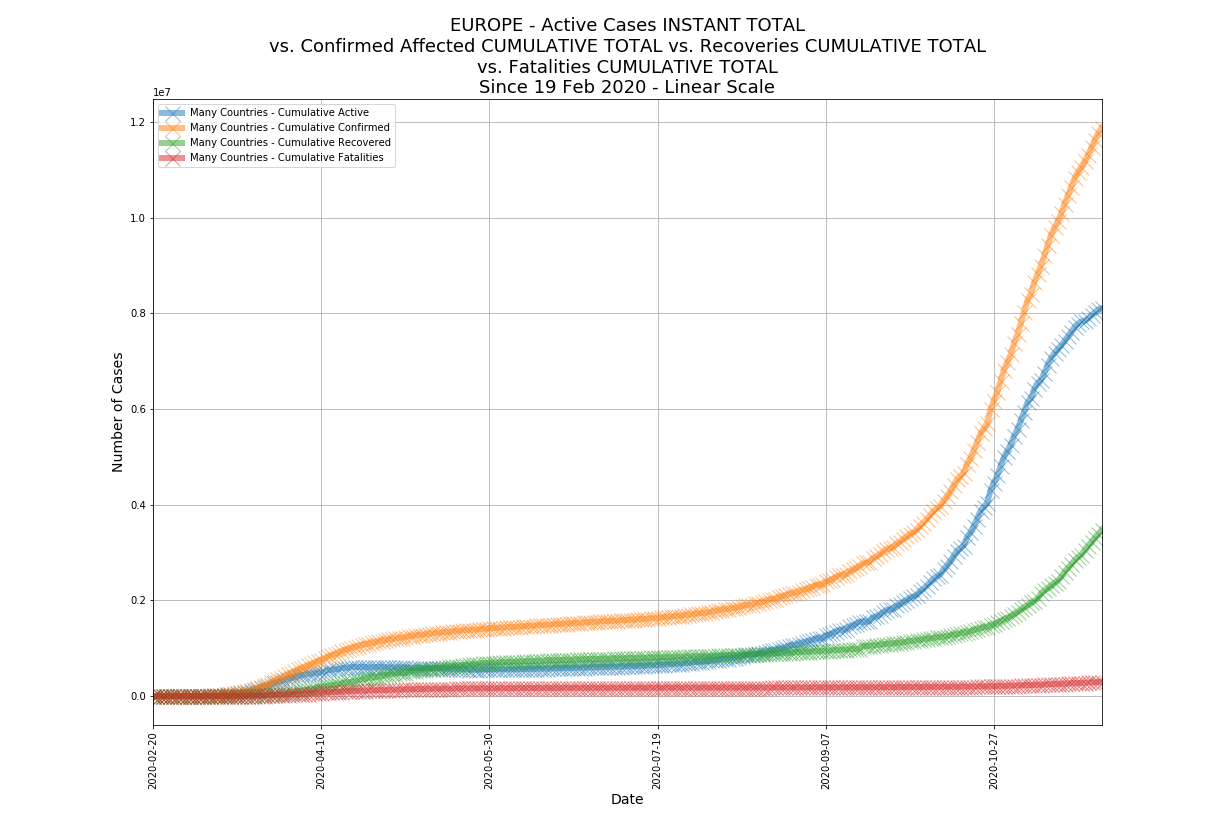 EUROPE - Active Cases INSTANT TOTAL
vs. Confirmed Affected CUMULATIVE TOTAL vs. Recoveries CUMULATIVE TOTAL
vs. Fatalities CUMULATIVE TOTAL
Since 19 Feb 2020 - Linear Scale
1e7
Many Countries - Cumulative Active
Many Countries - Cumulative Confirmed
Many Countries - Cumulative Recovered
Many Countries - Cumulative Fatalities
1.2
1.0
0.8
0.6
0.4
0.2
0.0
Number of Cases
2020-02-20
2020-04-10
2020-05-30
2020-07-19
2020-09-07
2020-10-27
Date